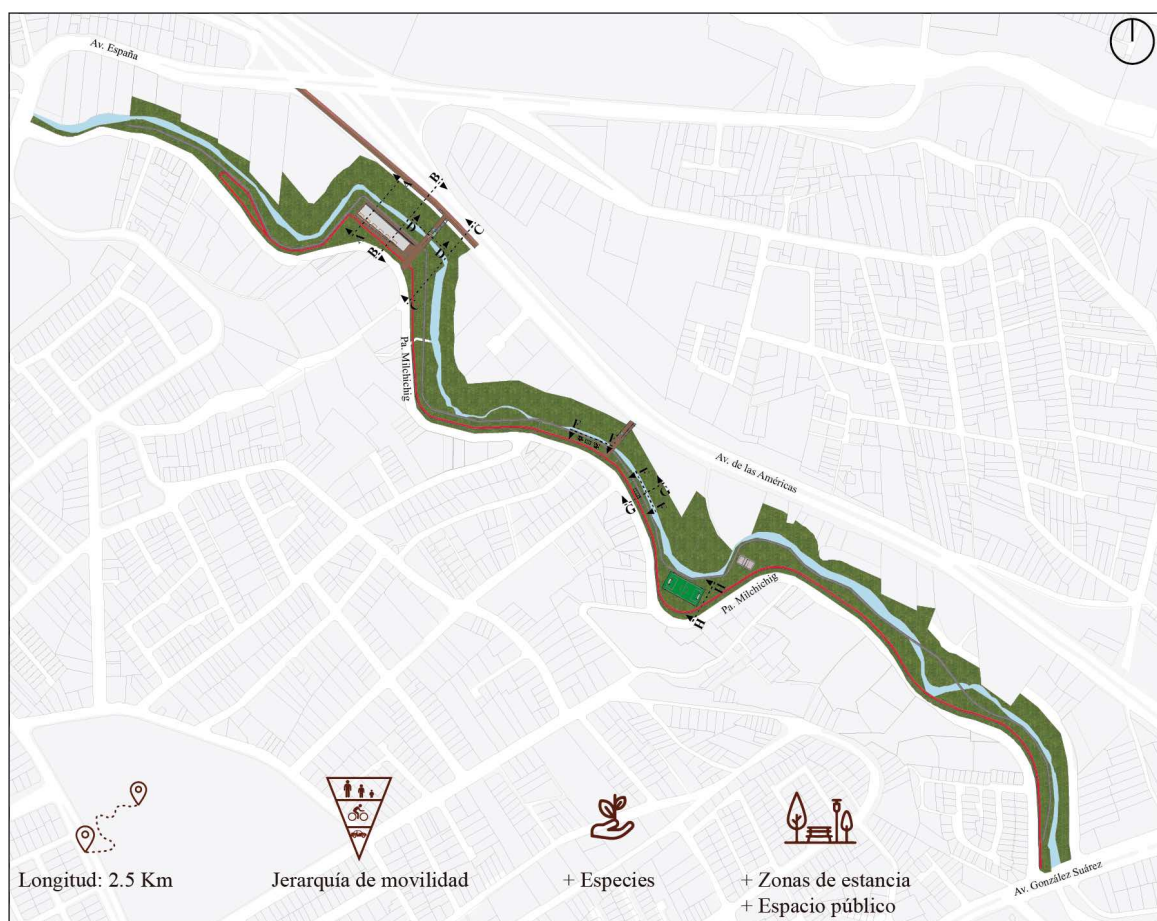 Av. España
A
B
C
D
D
B
C
Pa. Milchichig
F
F
F
F
G
G
Av. de las Américas
H
H
Pa. Milchichig
Av. González Suárez
Longitud: 2.5 Km
Jerarquía de movilidad
+ Especies
+ Zonas de estancia
+ Espacio público